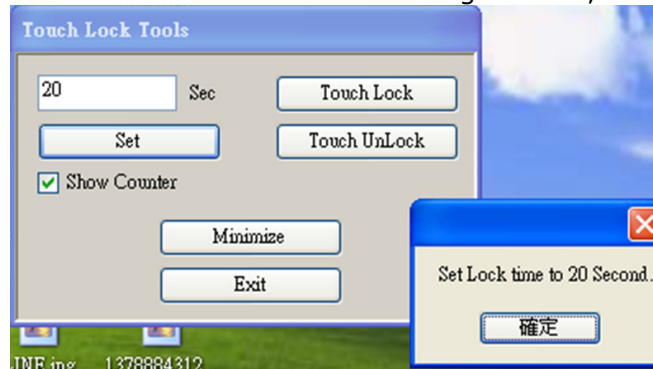 Touch Lock Tools
20 Sec Touch Lock
Set Touch UnLock
Show Counter
Minimize
Exit
Set Lock time to 20 Second.
確定
1378884312